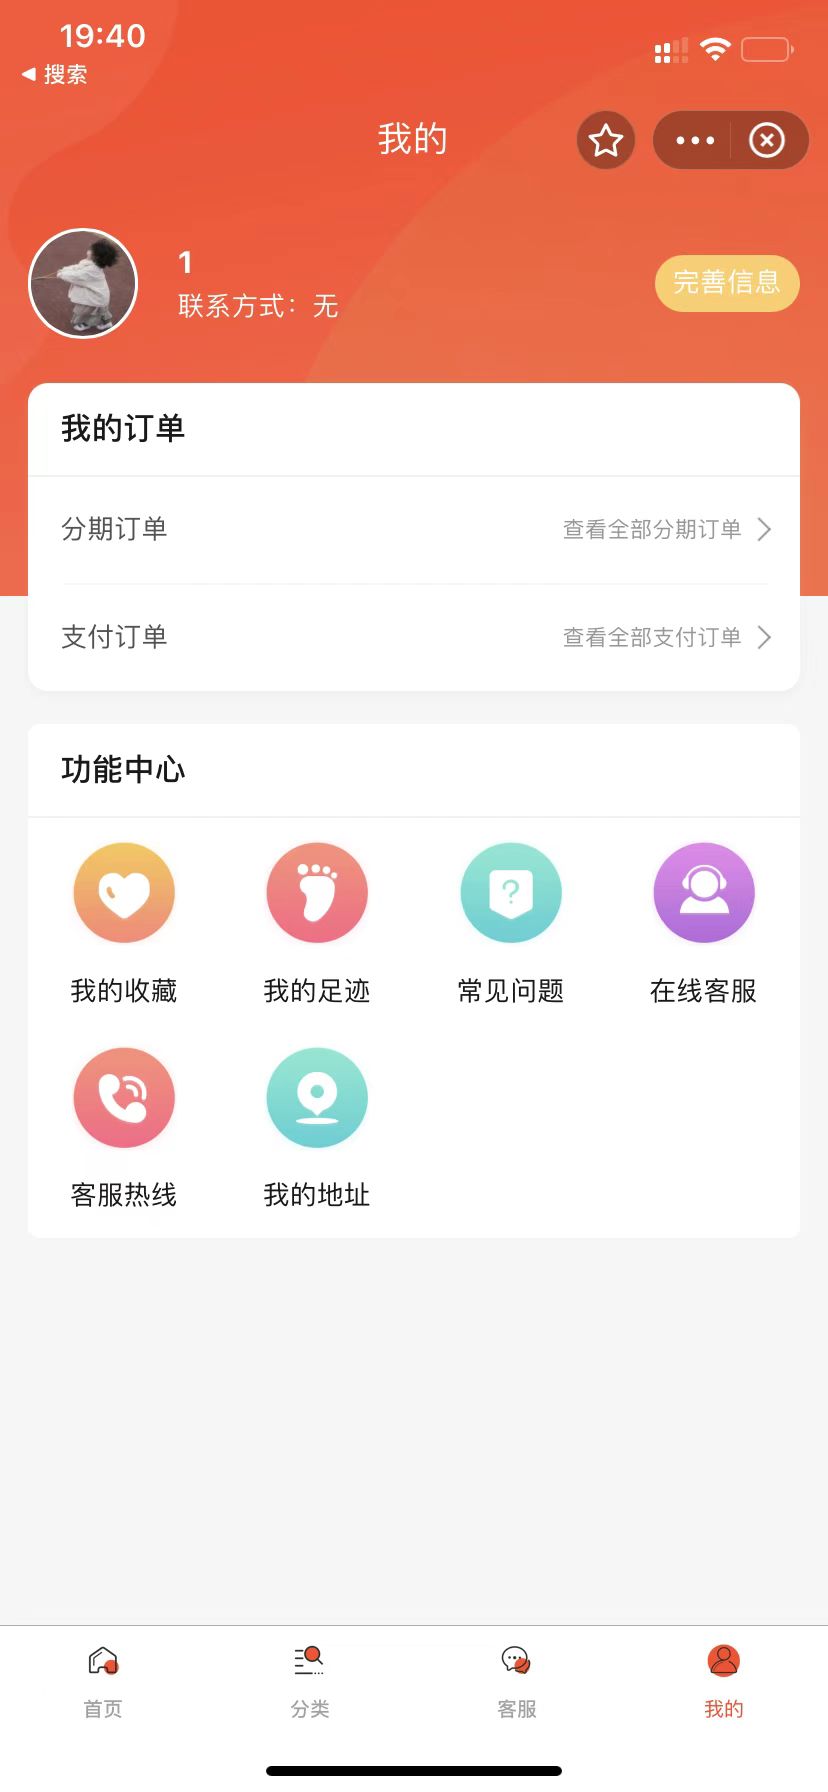 19:40
◀ 搜索
我的
1
联系方式：无
完善信息
我的订单
分期订单 查看全部分期订单
支付订单 查看全部支付订单
功能中心
我的收藏 我的足迹 常见问题 在线客服
客服热线 我的地址
首页 分类 客服 我的